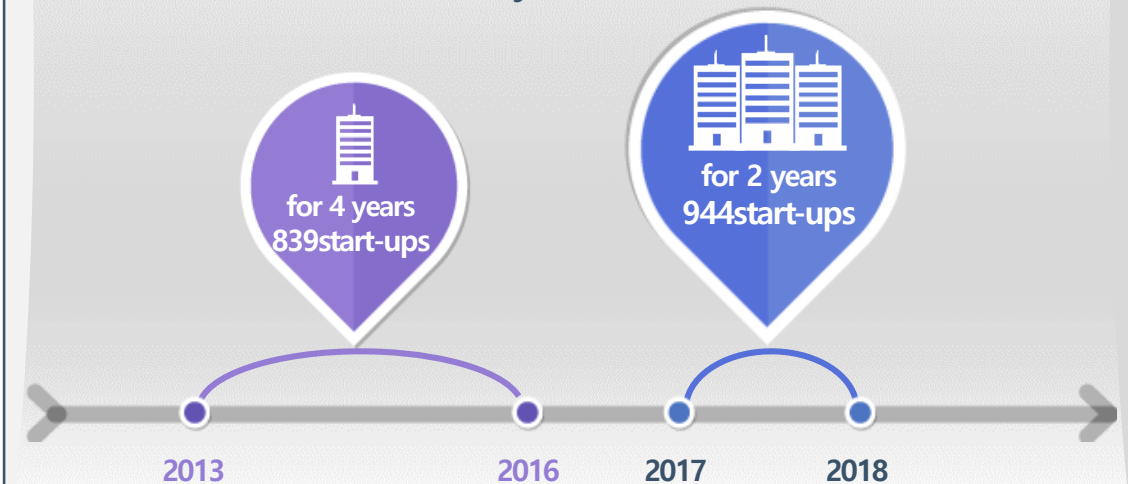 for 4 years
839start-ups
for 2 years
944start-ups
2013
2016
2017
2018